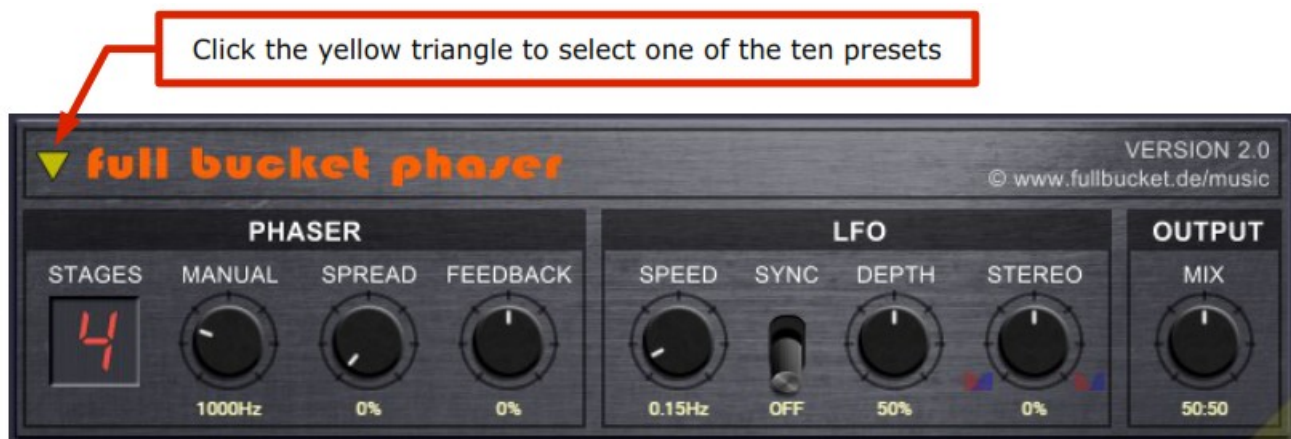 Click the yellow triangle to select one of the ten presets
full bucket phaser
VERSION 2.0
© www.fullbucket.de/music
PHASER
LFO
OUTPUT
STAGES
MANUAL
SPREAD
FEEDBACK
SPEED
SYNC
DEPTH
STEREO
MIX
4
1000Hz
0%
0%
0.15Hz
OFF
50%
0%
50:50